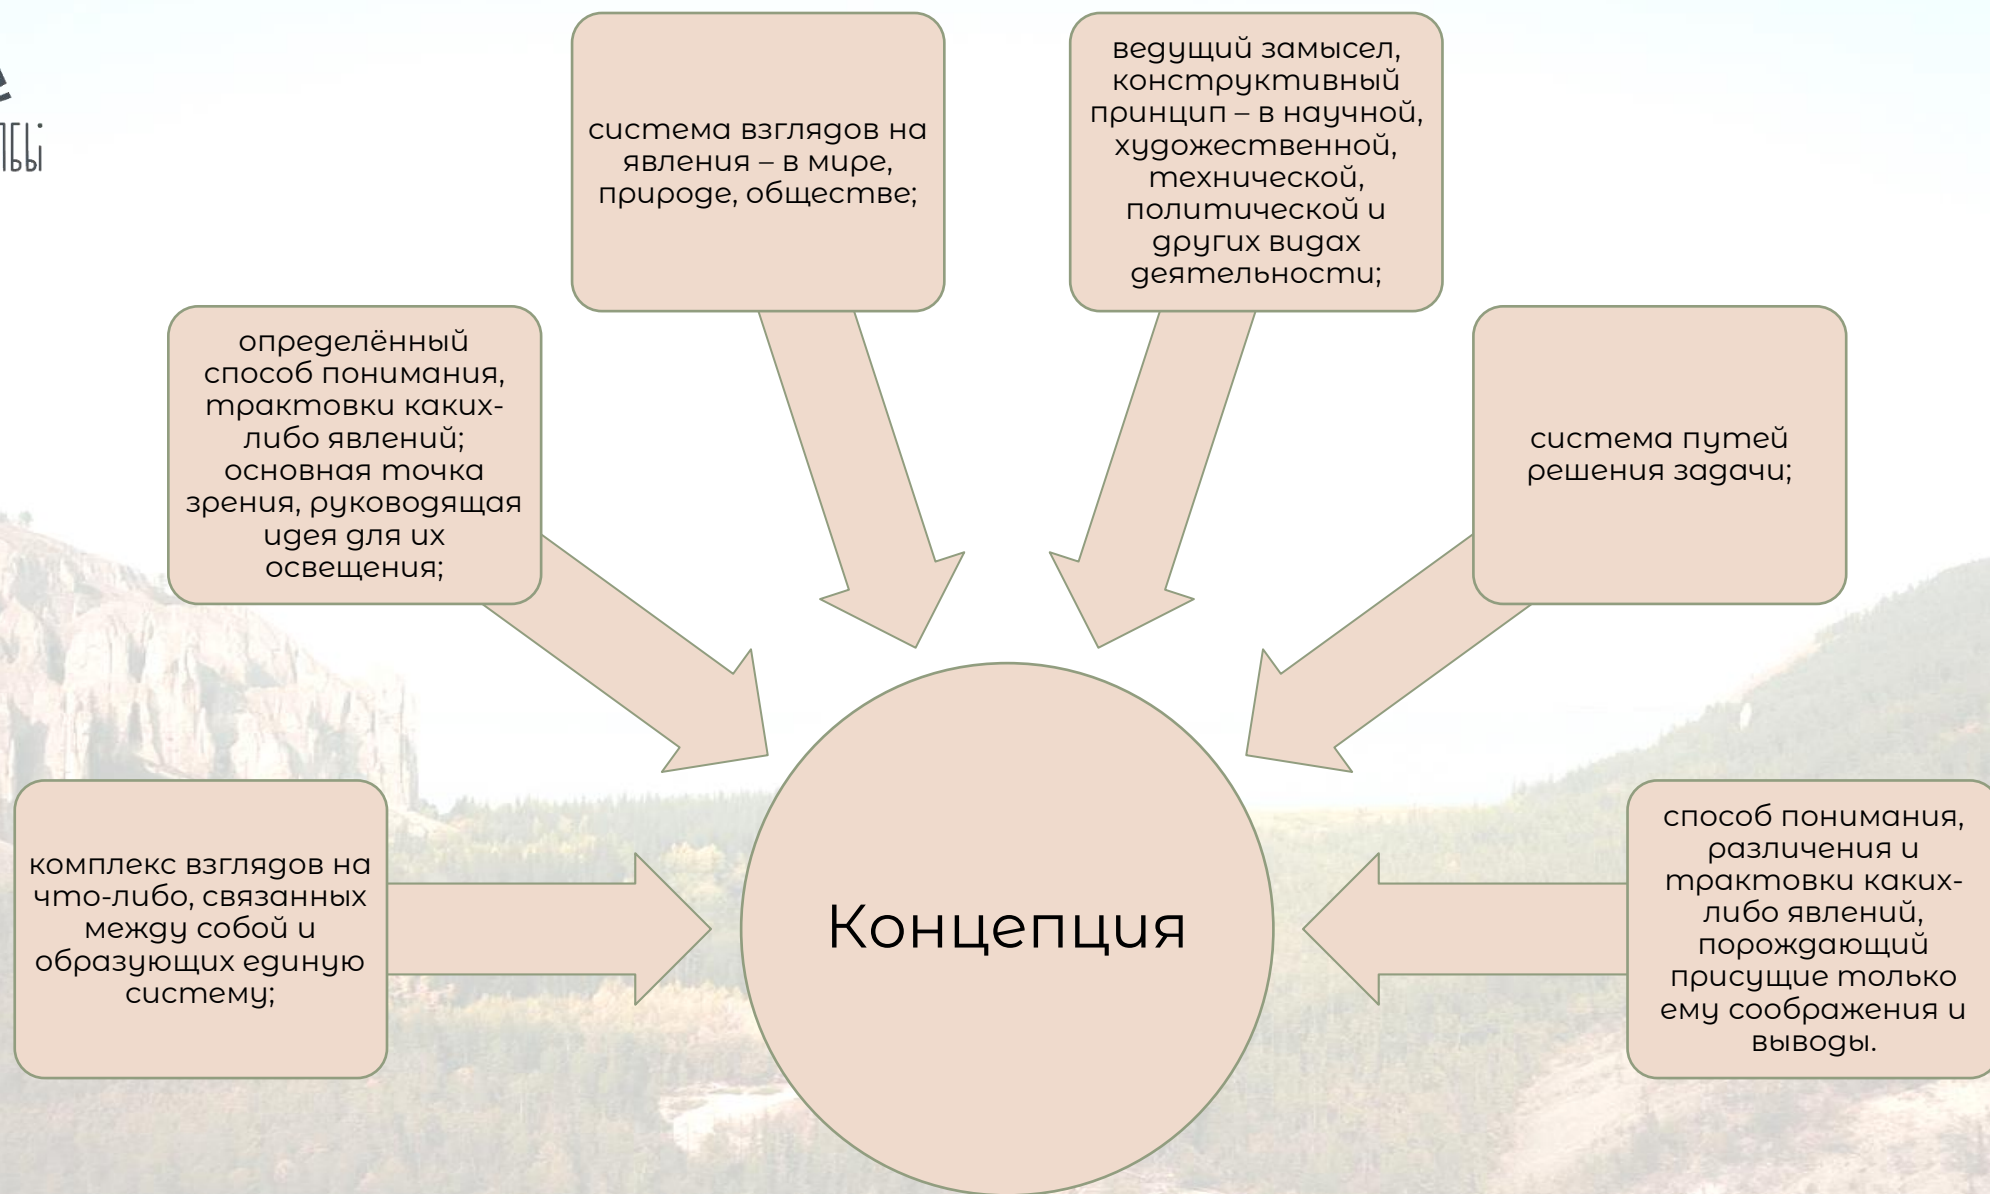 система взглядов на
явления – в мире,
природе, обществе;
ведущий замысел,
конструктивный
принцип – в научной,
художественной,
технической,
политической и
других видах
деятельности;
определённый
способ понимания,
трактовки каких-
либо явлений;
основная точка
зрения, руководящая
идея для их
освещения;
система путей
решения задачи;
комплекс взглядов на
что-либо, связанных
между собой и
образующих единую
систему;
Концепция
способ понимания,
различения и
трактовки каких-
либо явлений,
порождающий
присущие только
ему соображения и
выводы.